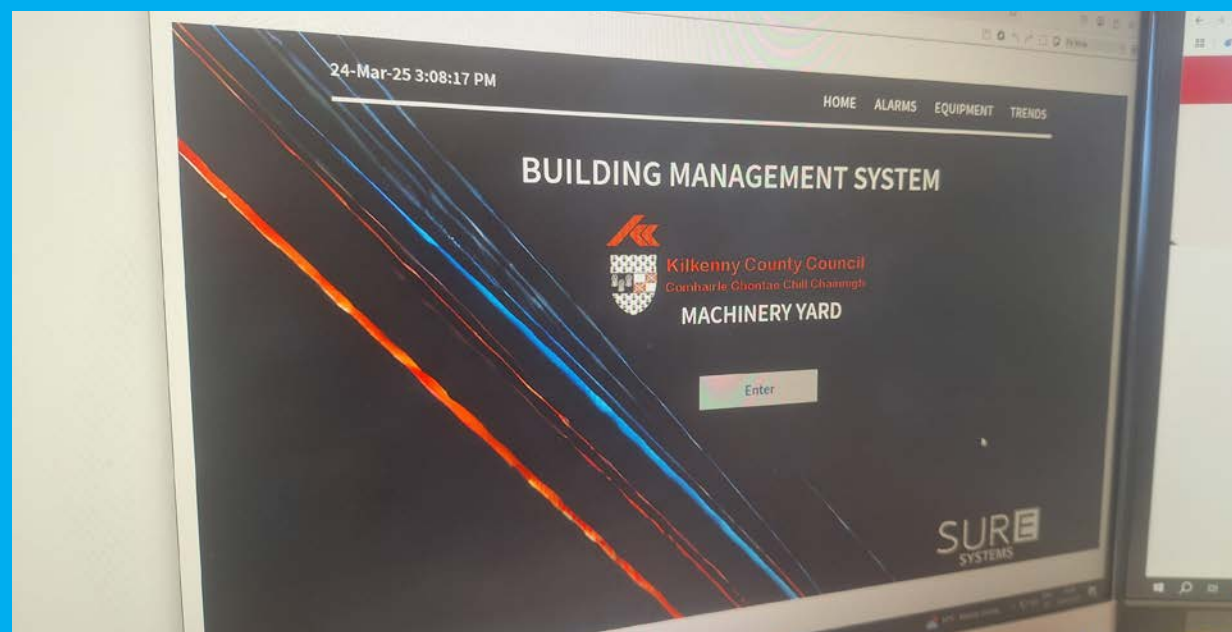 24-Mar-25 3:08:17 PM
HOME ALARMS EQUIPMENT TRENDS
BUILDING MANAGEMENT SYSTEM
Kilkenny County Council
Comhairle Chontae Chill Chainnigh
MACHINERY YARD
Enter
SURE
SYSTEMS